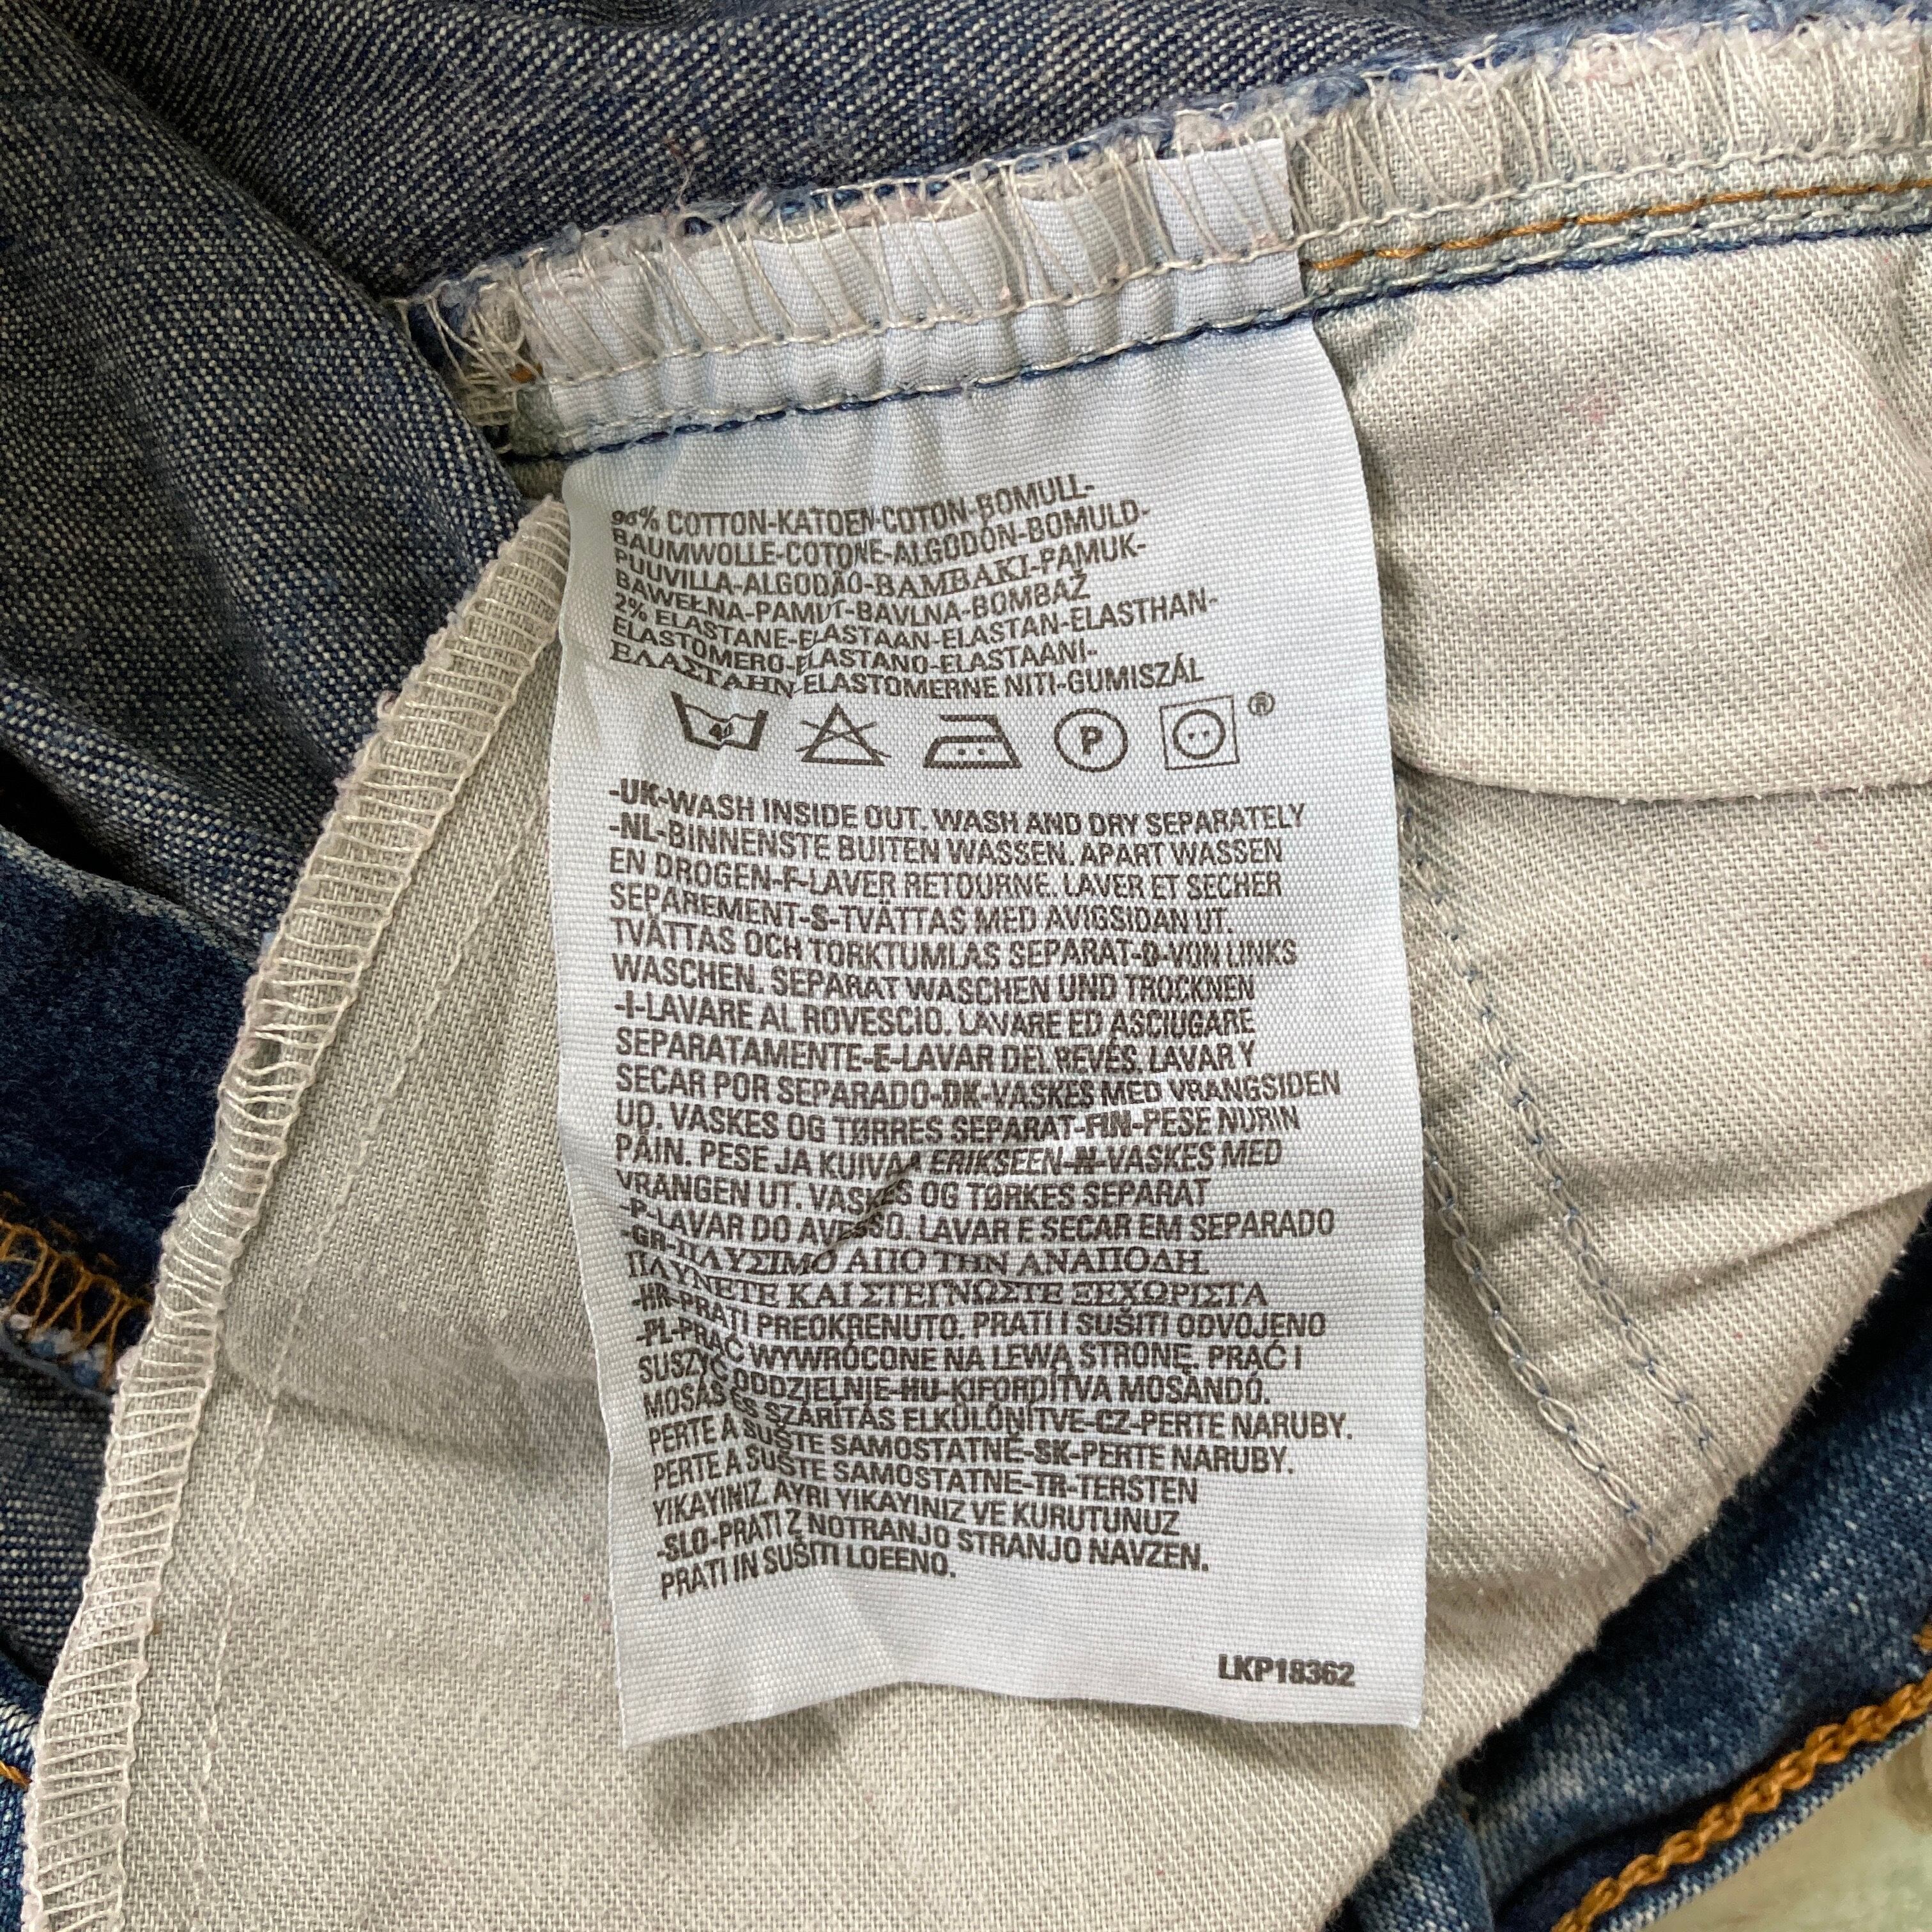 98% COTTON-KATOEN-COTON-BOMULL-
BAUMWOLLE-COTONE-ALGODÓN-BOMULD-
PUUVILLA-ALGODÃO-BAMBAKI-PAMUK-
BAWEŁNA-PAMUT-BAVLNA-BOMBAŽ
2% ELASTANE-ELASTAAN-ELASTAN-ELASTHAN-
ELASTOMERO-ELASTANO-ELASTAANI-
ΕΛΑΣΤΑΗΝ-ELASTOMERNE NITI-GUMISZÁL
40 P ®
-UK-WASH INSIDE OUT. WASH AND DRY SEPARATELY
-NL-BINNENSTE BUITEN WASSEN. APART WASSEN
EN DROGEN-F-LAVER RETOURNE. LAVER ET SECHER
SEPAREMENT-S-TVÄTTAS MED AVIGSIDAN UT.
TVÄTTAS OCH TORKTUMLAS SEPARAT-D-VON LINKS
WASCHEN. SEPARAT WASCHEN UND TROCKNEN
-I-LAVARE AL ROVESCIO. LAVARE ED ASCIUGARE
SEPARATAMENTE-E-LAVAR DEL REVÉS. LAVAR Y
SECAR POR SEPARADO-DK-VASKES MED VRANGSIDEN
UD. VASKES OG TØRRES SEPARAT-FIN-PESE NURIN
PÄIN. PESE JA KUIVAA ERIKSEEN-N-VASKES MED
VRANGEN UT. VASKES OG TØRKES SEPARAT
-P-LAVAR DO AVESSO. LAVAR E SECAR EM SEPARADO
-GR-ΠΛΥΣΙΜΟ ΑΠΟ ΤΗΝ ΑΝΑΠΟΔΗ.
ΠΛΥΝΕΤΕ ΚΑΙ ΣΤΕΓΝΩΣΤΕ ΞΕΧΩΡΙΣΤΑ
-HR-PRATI PREOKRENUTO. PRATI I SUŠITI ODVOJENO
-PL-PRAĆ WYWRÓCONE NA LEWĄ STRONĘ. PRAĆ I
SUSZYĆ ODDZIELNIE-HU-KIFORDÍTVA MOSANDÓ.
MOSÁS ÉS SZÁRÍTÁS ELKÜLÖNÍTVE-CZ-PERTE NARUBY.
PERTE A SUŠTE SAMOSTATNĚ-SK-PERTE NARUBY.
PERTE A SUŠTE SAMOSTATNE-TR-TERSTEN
YIKAYINIZ. AYRI YIKAYINIZ VE KURUTUNUZ
-SLO-PRATI Z NOTRANJO STRANJO NAVZEN.
PRATI IN SUŠITI LOEENO.
LKP18362